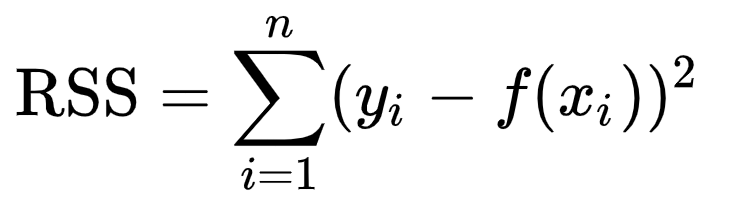 RSS = \sum_{i=1}^{n} (y_i - f(x_i))^2